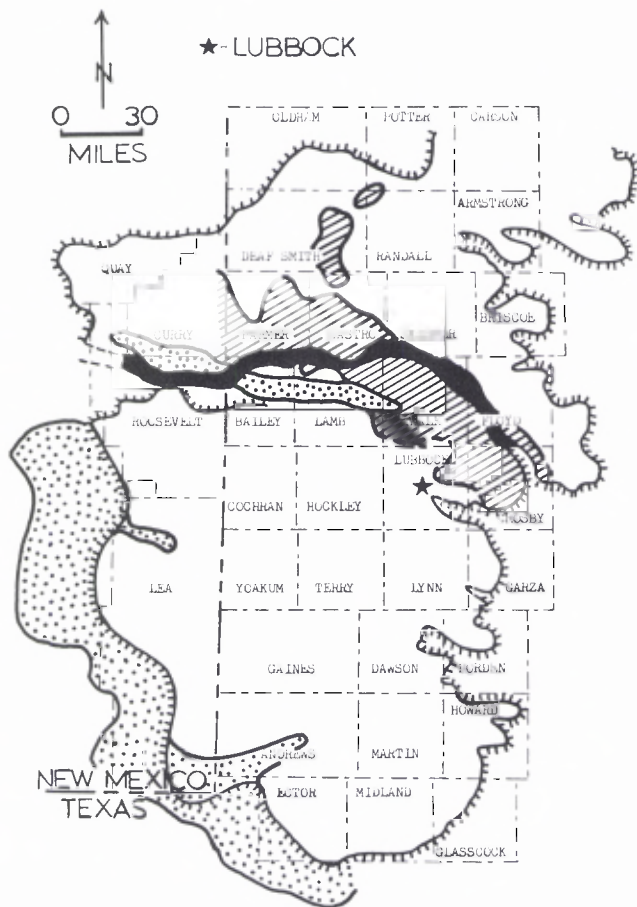 ★-LUBBOCK
N
0 30
MILES
OLDHAM POTTER CARSON
ARMSTRONG
QUAY DEAF SMITH RANDALL
CURRY PARMER CASTRO BRISCOE
ROOSEVELT BAILEY LAMB FLOYD
LUBBOCK
COCHRAN HOCKLEY CROSBY
LEA YOAKUM TERRY LYNN GARZA
GAINES DAWSON BORDEN
HOWARD
ANDREWS MARTIN
NEW MEXICO
TEXAS
ECTOR MIDLAND
GLASSCOCK